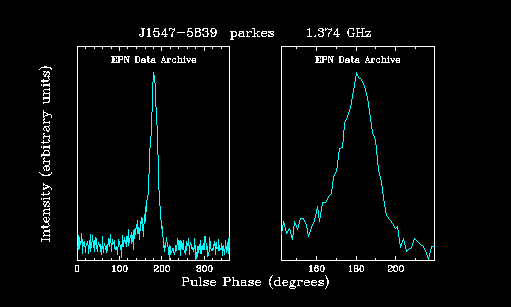 J1547-5839 parkes 1.374 GHz
EPN Data Archive EPN Data Archive
Intensity (arbitrary units)
0 100 200 300 160 180 200
Pulse Phase (degrees)